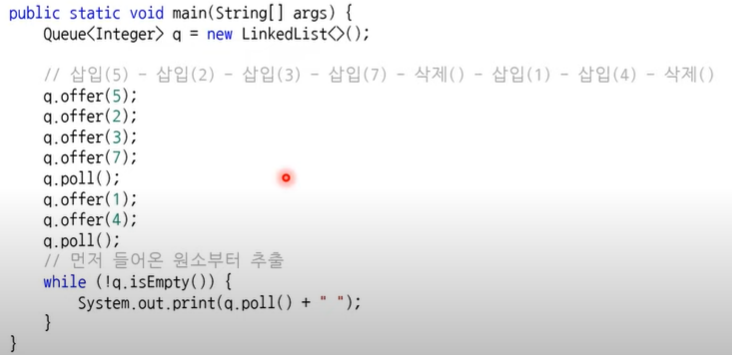 public static void main(String[] args) {
Queue<Integer> q = new LinkedList<>();
// 삽입(5) - 삽입(2) - 삽입(3) - 삽입(7) - 삭제() - 삽입(1) - 삽입(4) - 삭제()
q.offer(5);
q.offer(2);
q.offer(3);
q.offer(7);
q.poll();
q.offer(1);
q.offer(4);
q.poll();
// 먼저 들어온 원소부터 추출
while (!q.isEmpty()) {
System.out.print(q.poll() + " ");
}
}